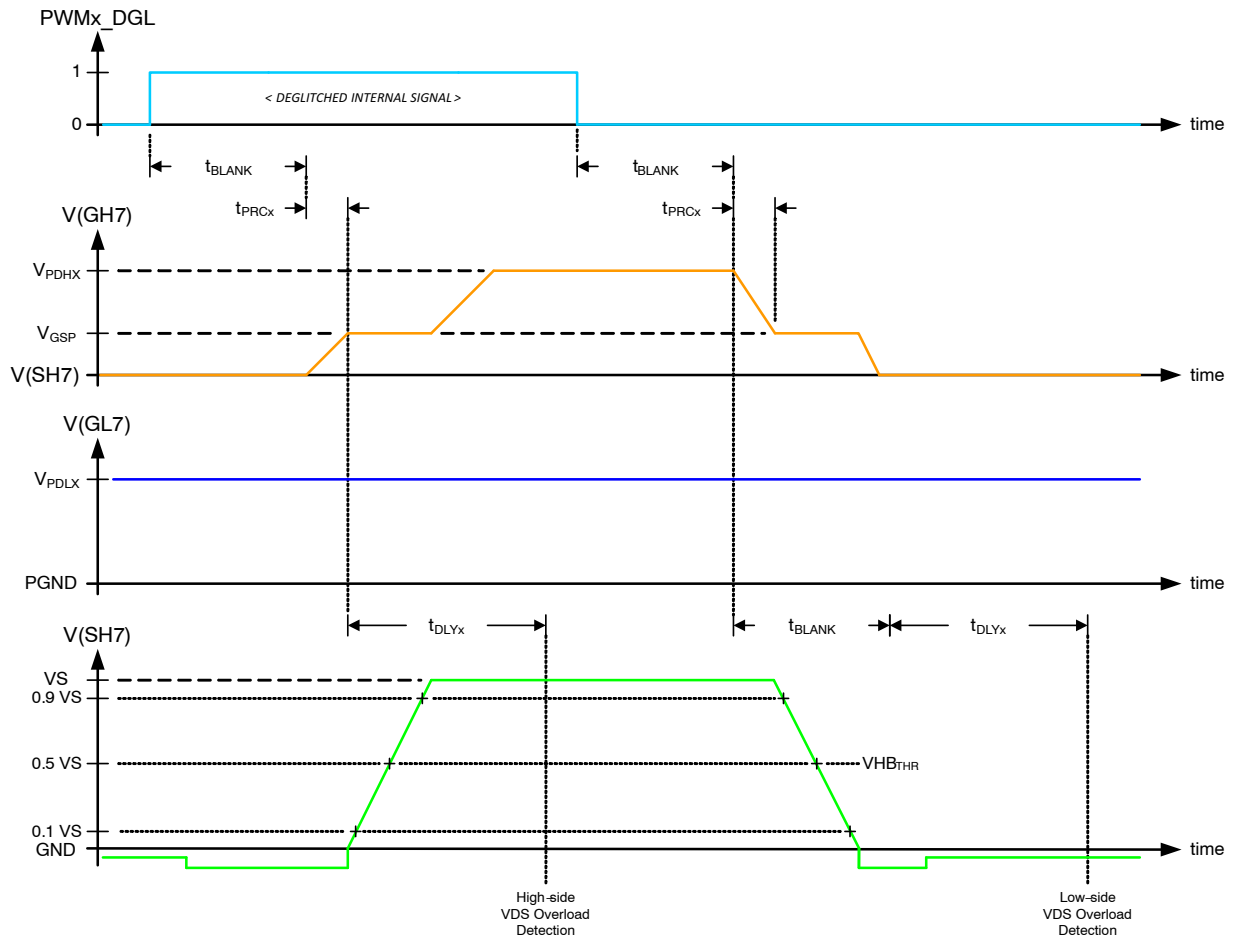 PWMx_DGL
1
< DEGLITCHED INTERNAL SIGNAL >
0
time
tBLANK
tBLANK
tPRCx
tPRCx
V(GH7)
VPDHX
VGSP
V(SH7)
time
V(GL7)
VPDLX
PGND
time
tDLYx
tBLANK
tDLYx
V(SH7)
VS
0.9 VS
0.5 VS
VHBTHR
0.1 VS
GND
time
High-side
VDS Overload
Detection
Low-side
VDS Overload
Detection